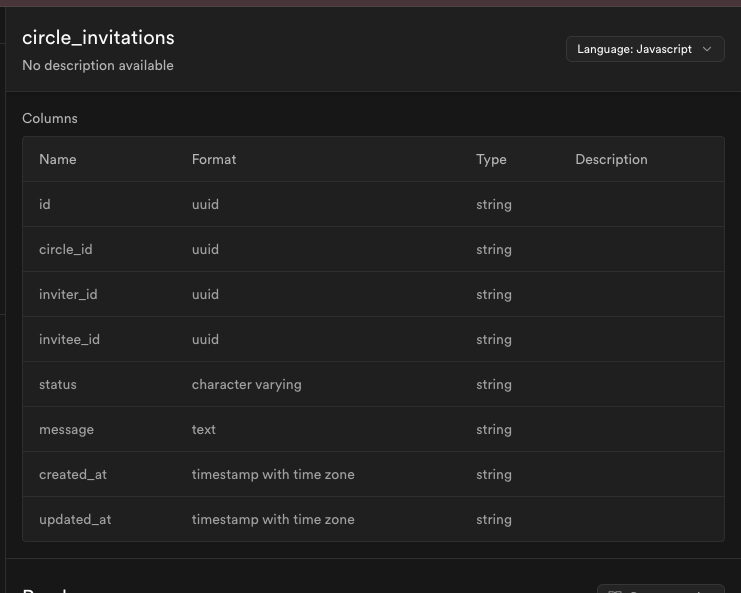 circle_invitations
No description available
Language: Javascript
Columns
Name Format Type Description
id uuid string
circle_id uuid string
inviter_id uuid string
invitee_id uuid string
status character varying string
message text string
created_at timestamp with time zone string
updated_at timestamp with time zone string